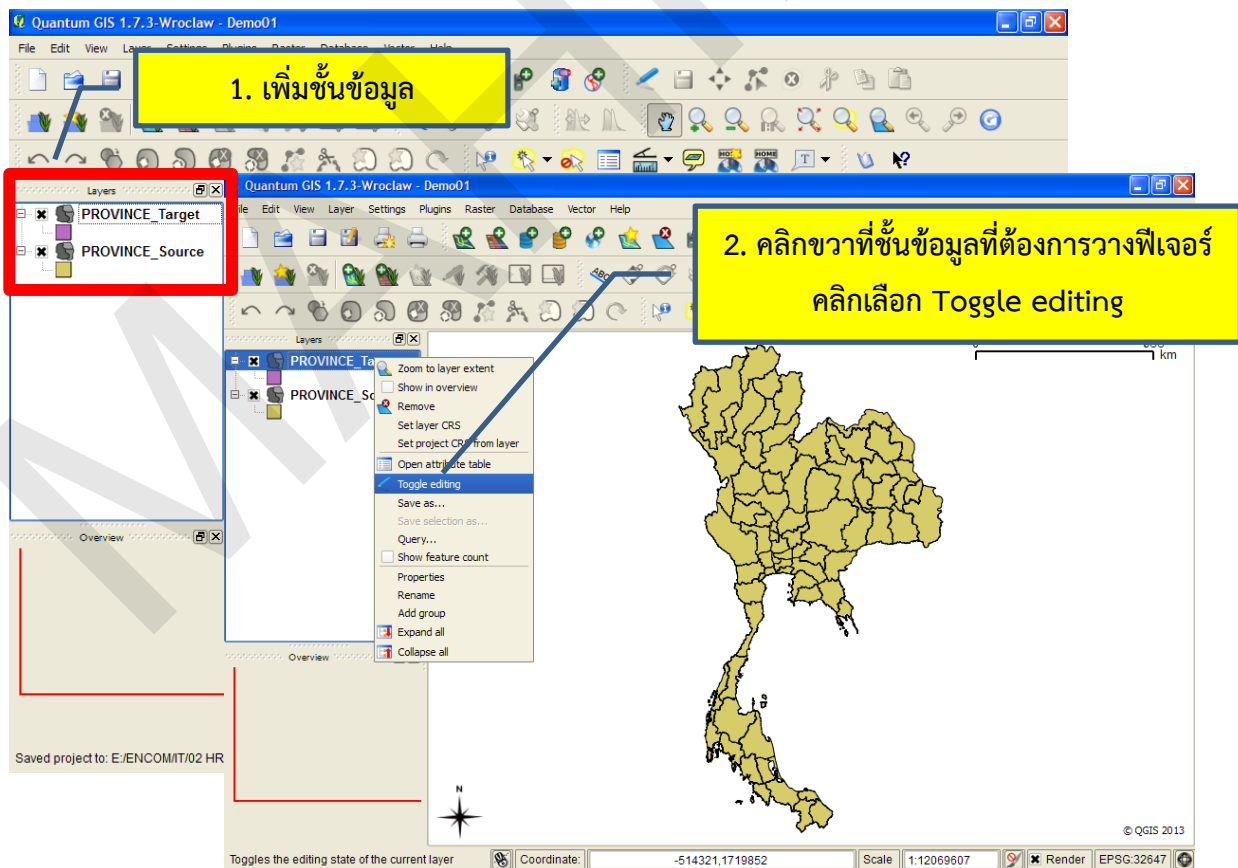 Quantum GIS 1.7.3-Wroclaw - Demo01
File Edit View Layer Settings Plugins Raster Database Vector Help
1. เพิ่มชั้นข้อมูล
Layers
PROVINCE_Target
PROVINCE_Source
Overview
Saved project to: E:/ENCOM/IT/02 HR
Quantum GIS 1.7.3-Wroclaw - Demo01
File Edit View Layer Settings Plugins Raster Database Vector Help
2. คลิกขวาที่ชั้นข้อมูลที่ต้องการวางฟีเจอร์
คลิกเลือก Toggle editing
km
Layers
PROVINCE_Ta
PROVINCE_So
Zoom to layer extent
Show in overview
Remove
Set layer CRS
Set project CRS from layer
Open attribute table
Toggle editing
Save as...
Save selection as...
Query...
Show feature count
Properties
Rename
Add group
Expand all
Collapse all
Overview
N
© QGIS 2013
Toggles the editing state of the current layer
Coordinate: -514321,1719852 Scale 1:12069607 Render EPSG:32647